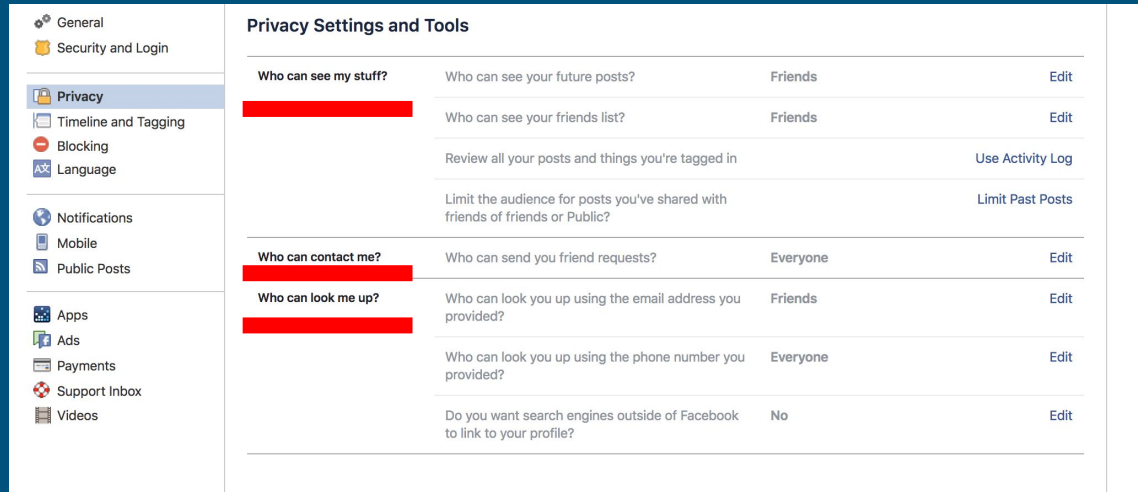 General
Security and Login
Privacy
Timeline and Tagging
Blocking
Language
Notifications
Mobile
Public Posts
Apps
Ads
Payments
Support Inbox
Videos
Privacy Settings and Tools
Who can see my stuff?
Who can see your future posts?
Friends
Edit
Who can see your friends list?
Friends
Edit
Review all your posts and things you're tagged in
Use Activity Log
Limit the audience for posts you've shared with
friends of friends or Public?
Limit Past Posts
Who can contact me?
Who can send you friend requests?
Everyone
Edit
Who can look me up?
Who can look you up using the email address you
provided?
Friends
Edit
Who can look you up using the phone number you
provided?
Everyone
Edit
Do you want search engines outside of Facebook
to link to your profile?
No
Edit